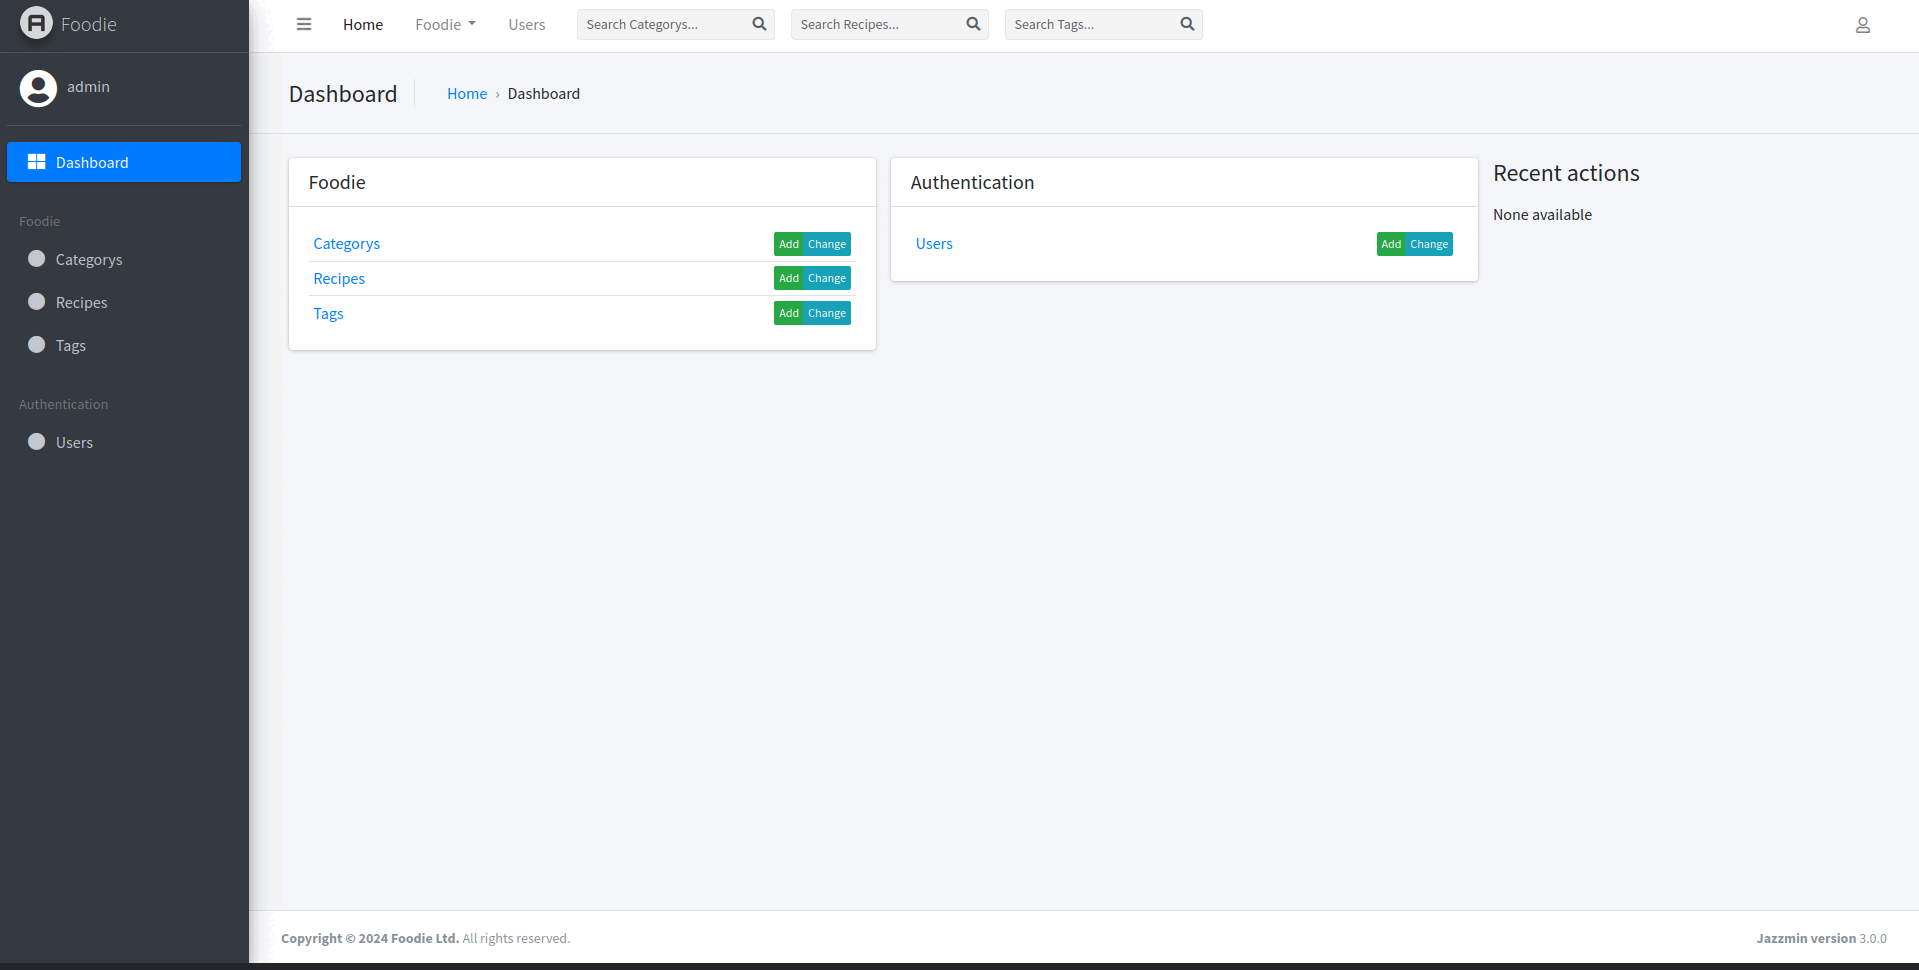 Foodie
Home Foodie Users Search Categorys... Search Recipes... Search Tags...
admin
Dashboard
Foodie
Categorys
Recipes
Tags
Authentication
Users
Dashboard Home › Dashboard
Foodie
Categorys Add Change
Recipes Add Change
Tags Add Change
Authentication
Users Add Change
Recent actions
None available
Copyright © 2024 Foodie Ltd. All rights reserved.
Jazzmin version 3.0.0